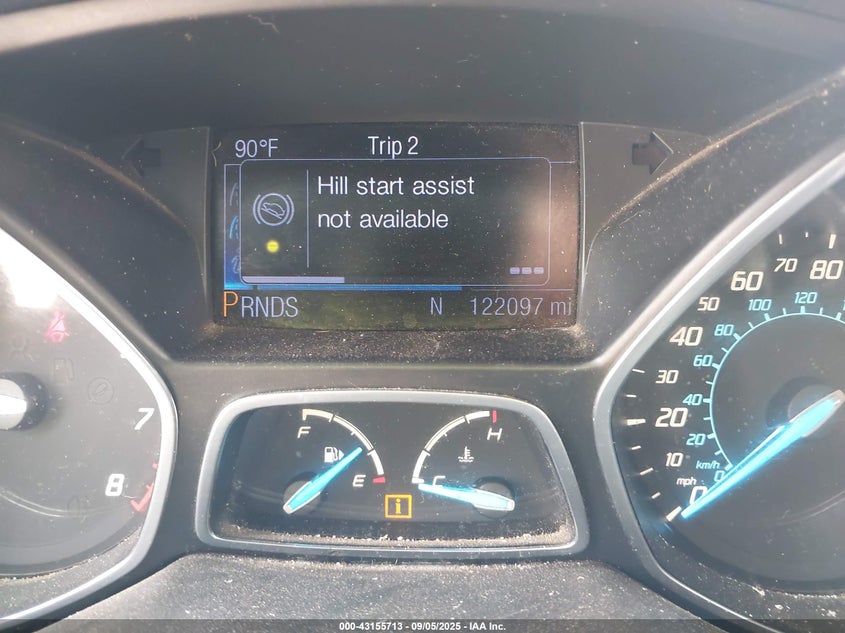 90°F Trip 2
Hill start assist
not available
PRNDS N 122097 mi
7
8
F
E
C
H
i
80
70
60
50
40
30
20
10
0
mph
120
100
80
60
40
20
0
km/h
000-43155713 - 09/05/2025 - IAA Inc.